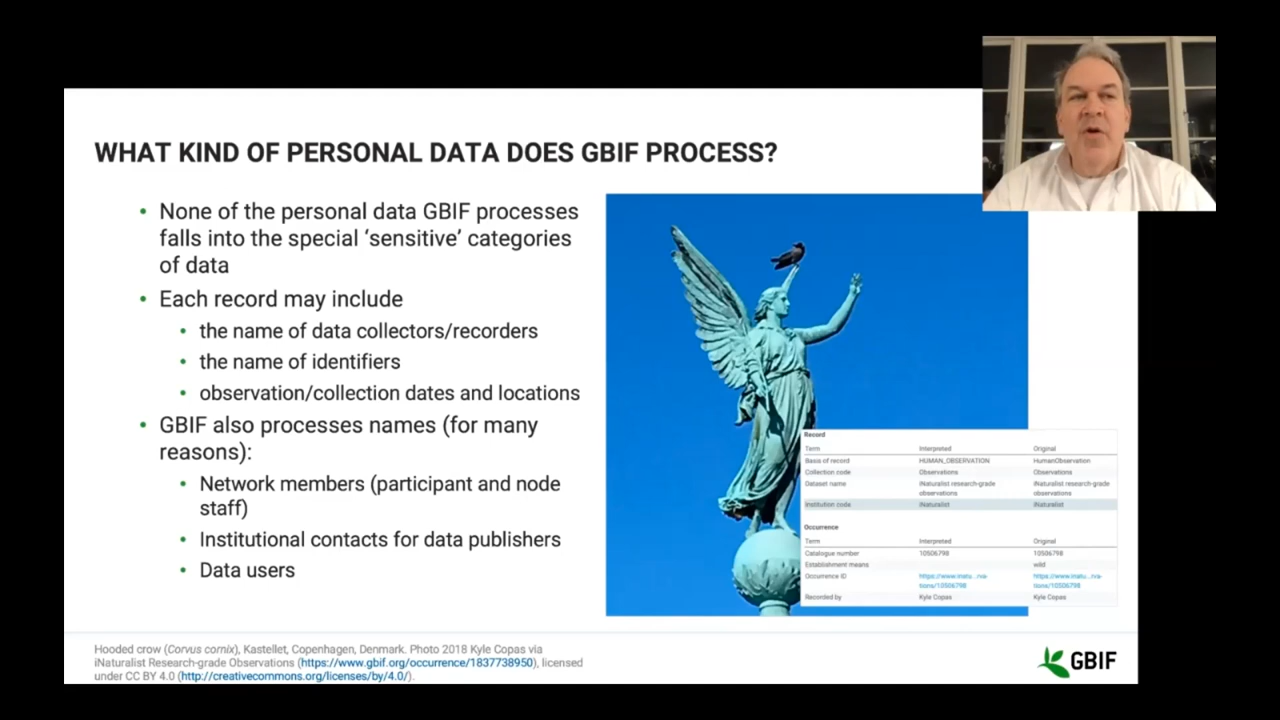 WHAT KIND OF PERSONAL DATA DOES GBIF PROCESS?
• None of the personal data GBIF processes
falls into the special ‘sensitive’ categories
of data
• Each record may include
• the name of data collectors/recorders
• the name of identifiers
• observation/collection dates and locations
• GBIF also processes names (for many
reasons):
• Network members (participant and node
staff)
• Institutional contacts for data publishers
• Data users
Record
Term Interpreted Original
Basis of record HUMAN_OBSERVATION HumanObservation
Collection code Observations Observations
Dataset name iNaturalist research-grade iNaturalist research-grade
observations observations
Institution code iNaturalist iNaturalist
Occurrence
Term Interpreted Original
Catalogue number 10506798 10506798
Establishment means wild
Occurrence ID https://www.inatu...rva- https://www.inatu...rva-
tions/10506798 tions/10506798
Recorded by Kyle Copas Kyle Copas
Hooded crow (Corvus cornix), Kastellet, Copenhagen, Denmark. Photo 2018 Kyle Copas via
iNaturalist Research-grade Observations (https://www.gbif.org/occurrence/1837738950), licensed
under CC BY 4.0 (http://creativecommons.org/licenses/by/4.0/).
GBIF